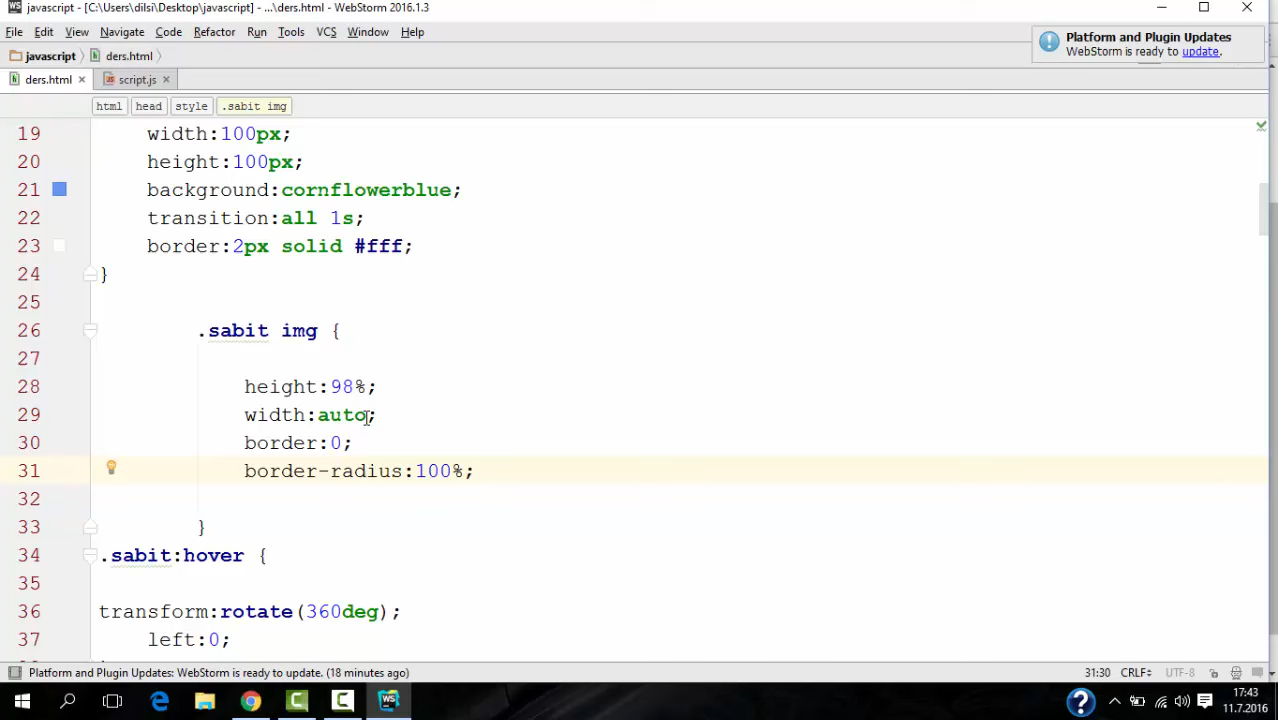 WS javascript - [C:\Users\dilsi\Desktop\javascript] - ...\ders.html - WebStorm 2016.1.3
File Edit View Navigate Code Refactor Run Tools VCS Window Help
Platform and Plugin Updates
WebStorm is ready to update.
javascript ders.html
ders.html script.js
html head style .sabit img
19 width:100px;
20 height:100px;
21 background:cornflowerblue;
22 transition:all 1s;
23 border:2px solid #fff;
24 }
25
26 .sabit img {
27
28 height:98%;
29 width:auto;
30 border:0;
31 border-radius:100%;
32
33 }
34 .sabit:hover {
35
36 transform:rotate(360deg);
37 left:0;
Platform and Plugin Updates: WebStorm is ready to update. (18 minutes ago) 31:30 CRLF UTF-8
WS 17:43
11.7.2016